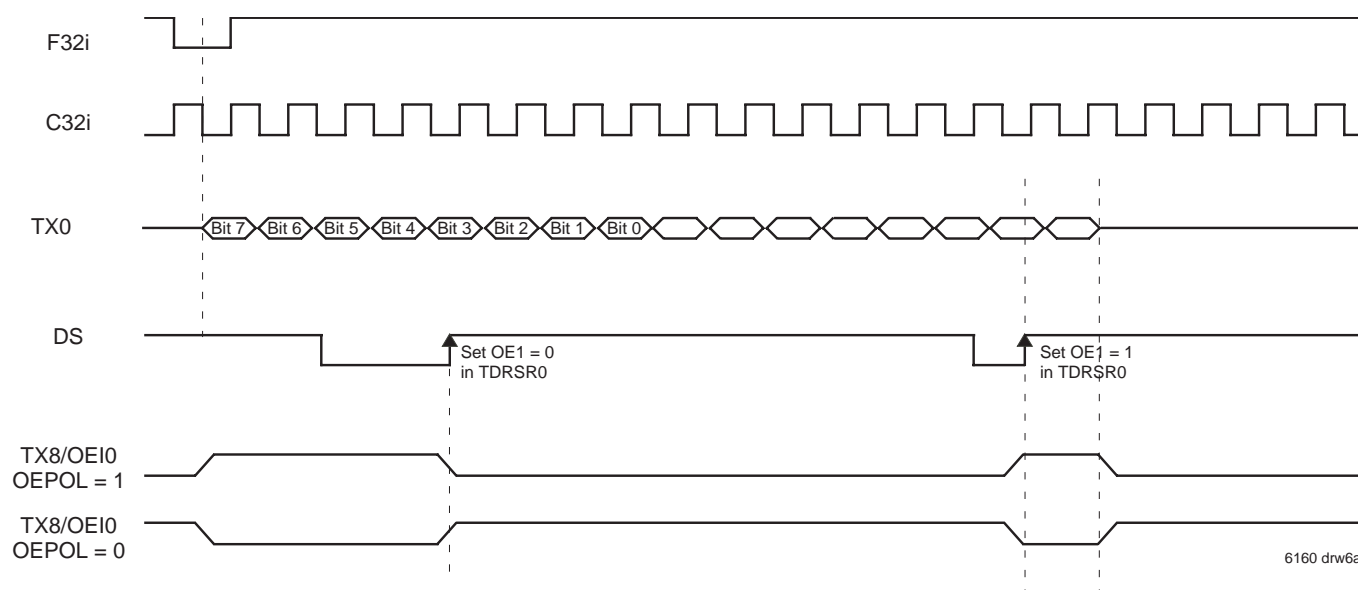 F32i
C32i
TX0
Bit 7 Bit 6 Bit 5 Bit 4 Bit 3 Bit 2 Bit 1 Bit 0
DS
Set OE1 = 0
in TDRSR0
Set OE1 = 1
in TDRSR0
TX8/OEI0
OEPOL = 1
TX8/OEI0
OEPOL = 0
6160 drw6a